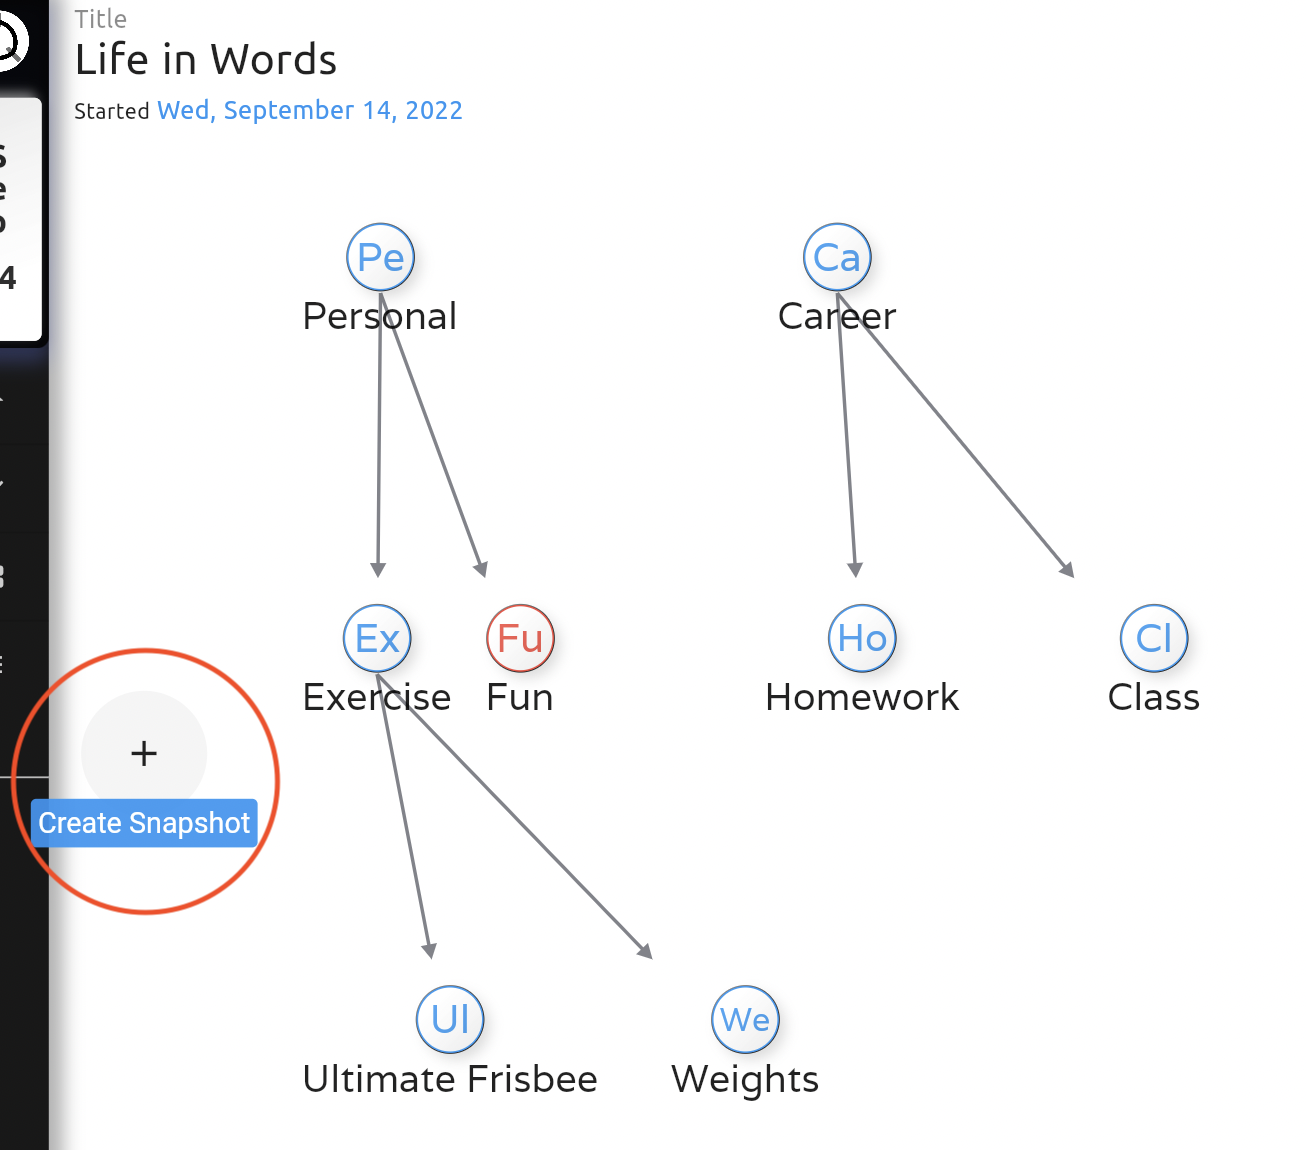 Title
Life in Words
Started Wed, September 14, 2022
4
Pe
Personal
Ca
Career
Ex
Exercise
Fu
Fun
Ho
Homework
Cl
Class
+
Create Snapshot
Ul
Ultimate Frisbee
We
Weights